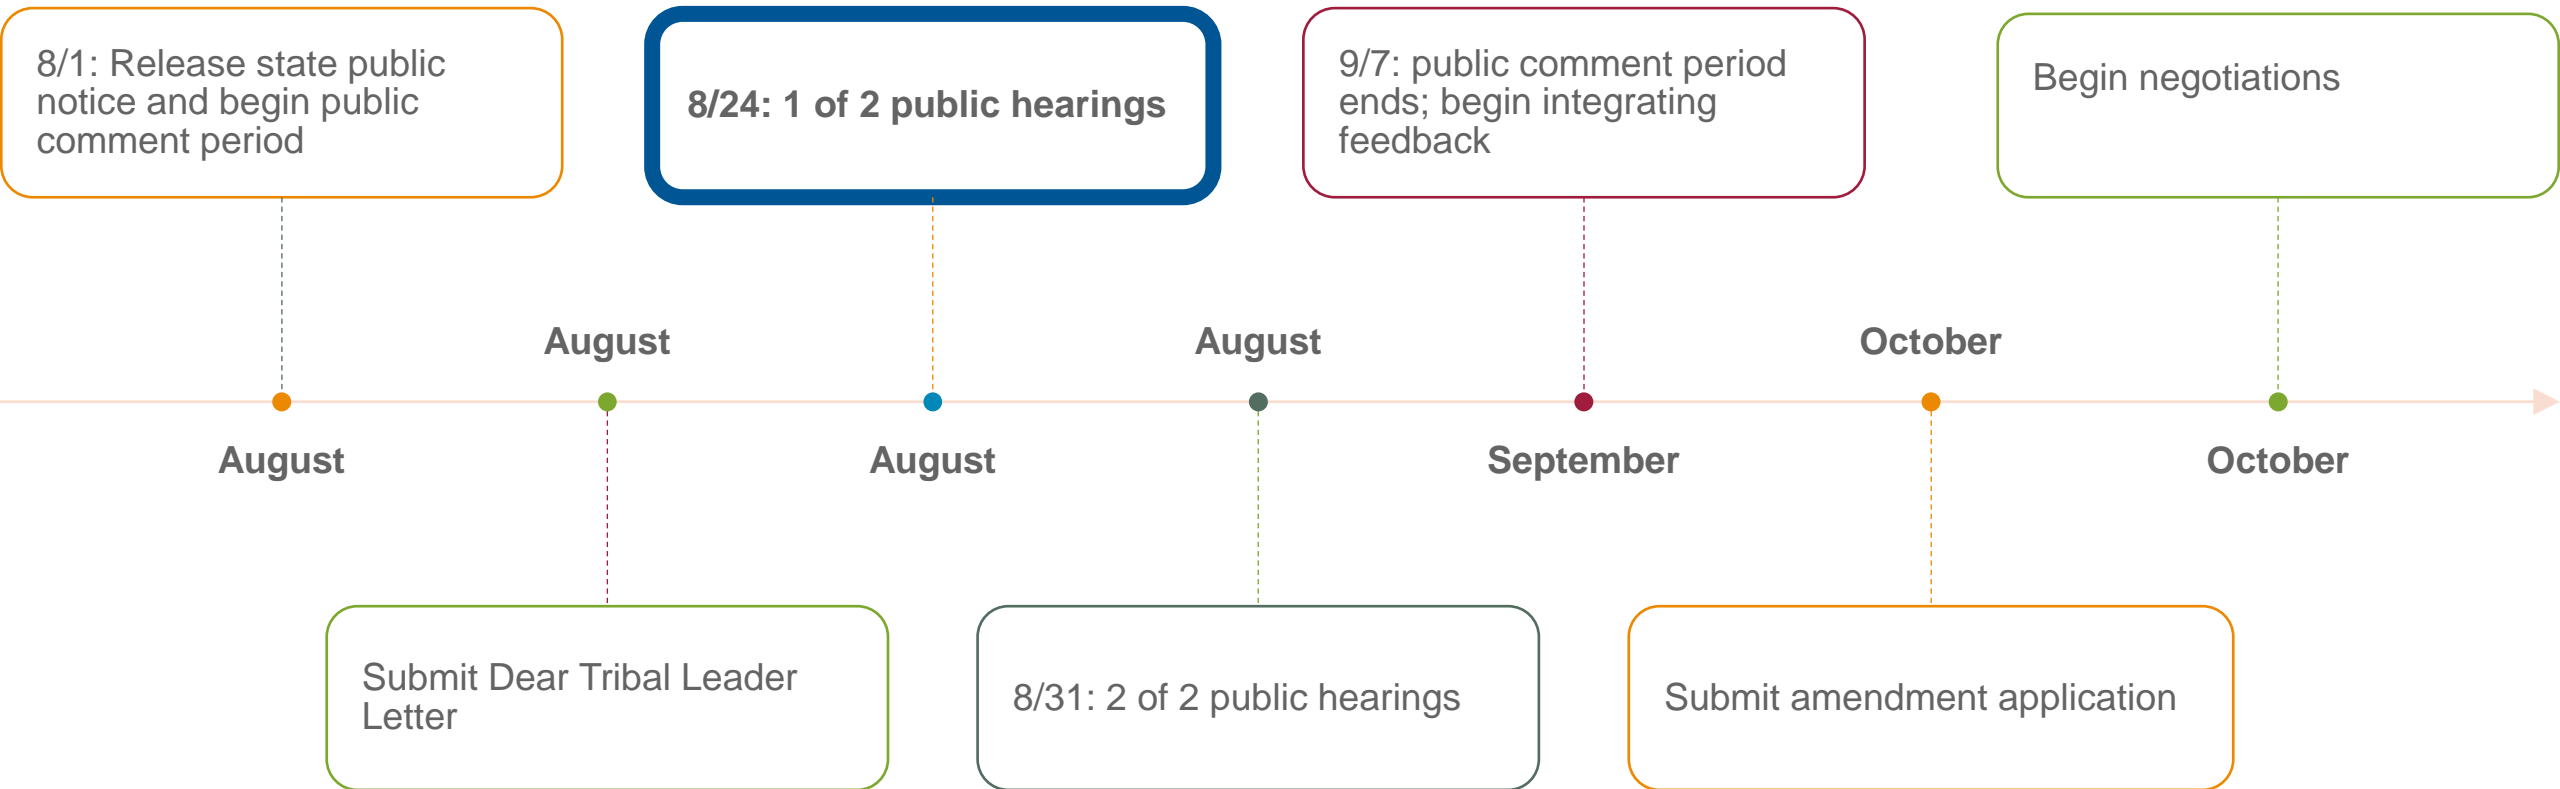 8/1: Release state public
notice and begin public
comment period
8/24: 1 of 2 public hearings
9/7: public comment period
ends; begin integrating
feedback
Begin negotiations
August
August
October
August
August
September
October
Submit Dear Tribal Leader
Letter
8/31: 2 of 2 public hearings
Submit amendment application